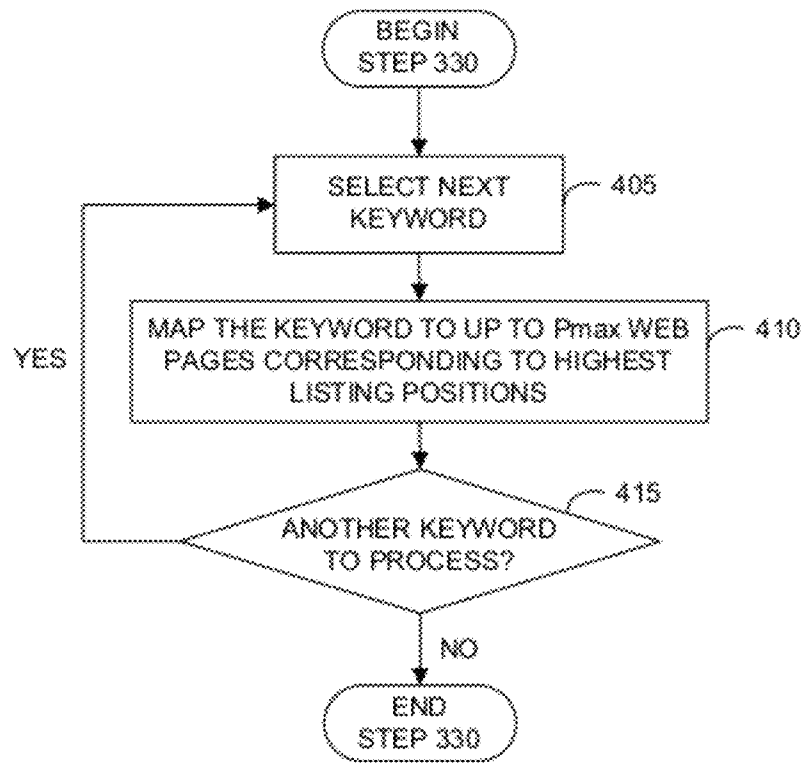 BEGIN
STEP 330
SELECT NEXT
KEYWORD
405
MAP THE KEYWORD TO UP TO Pmax WEB
PAGES CORRESPONDING TO HIGHEST
LISTING POSITIONS
410
YES
415
ANOTHER KEYWORD
TO PROCESS?
NO
END
STEP 330